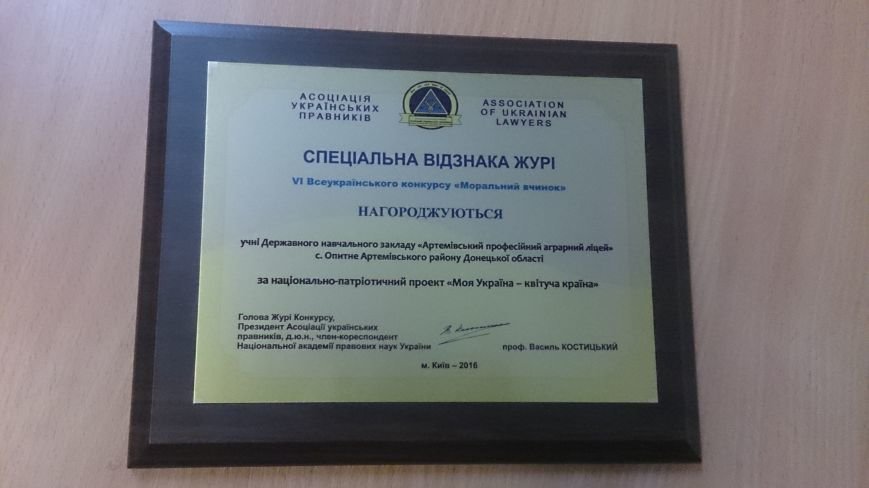 АСОЦІАЦІЯ
УКРАЇНСЬКИХ
ПРАВНИКІВ
ASSOCIATION
OF UKRAINIAN
LAWYERS
СПЕЦІАЛЬНА ВІДЗНАКА ЖУРІ
VI Всеукраїнського конкурсу «Моральний вчинок»
НАГОРОДЖУЮТЬСЯ
учні Державного навчального закладу «Артемівський професійний аграрний ліцей»
с. Опитне Артемівського району Донецької області
за національно-патріотичний проект «Моя Україна – квітуча країна»
Голова Журі Конкурсу,
Президент Асоціації українських
правників, д.ю.н., член-кореспондент
Національної академії правових наук України
проф. Василь КОСТИЦЬКИЙ
м. Київ – 2016